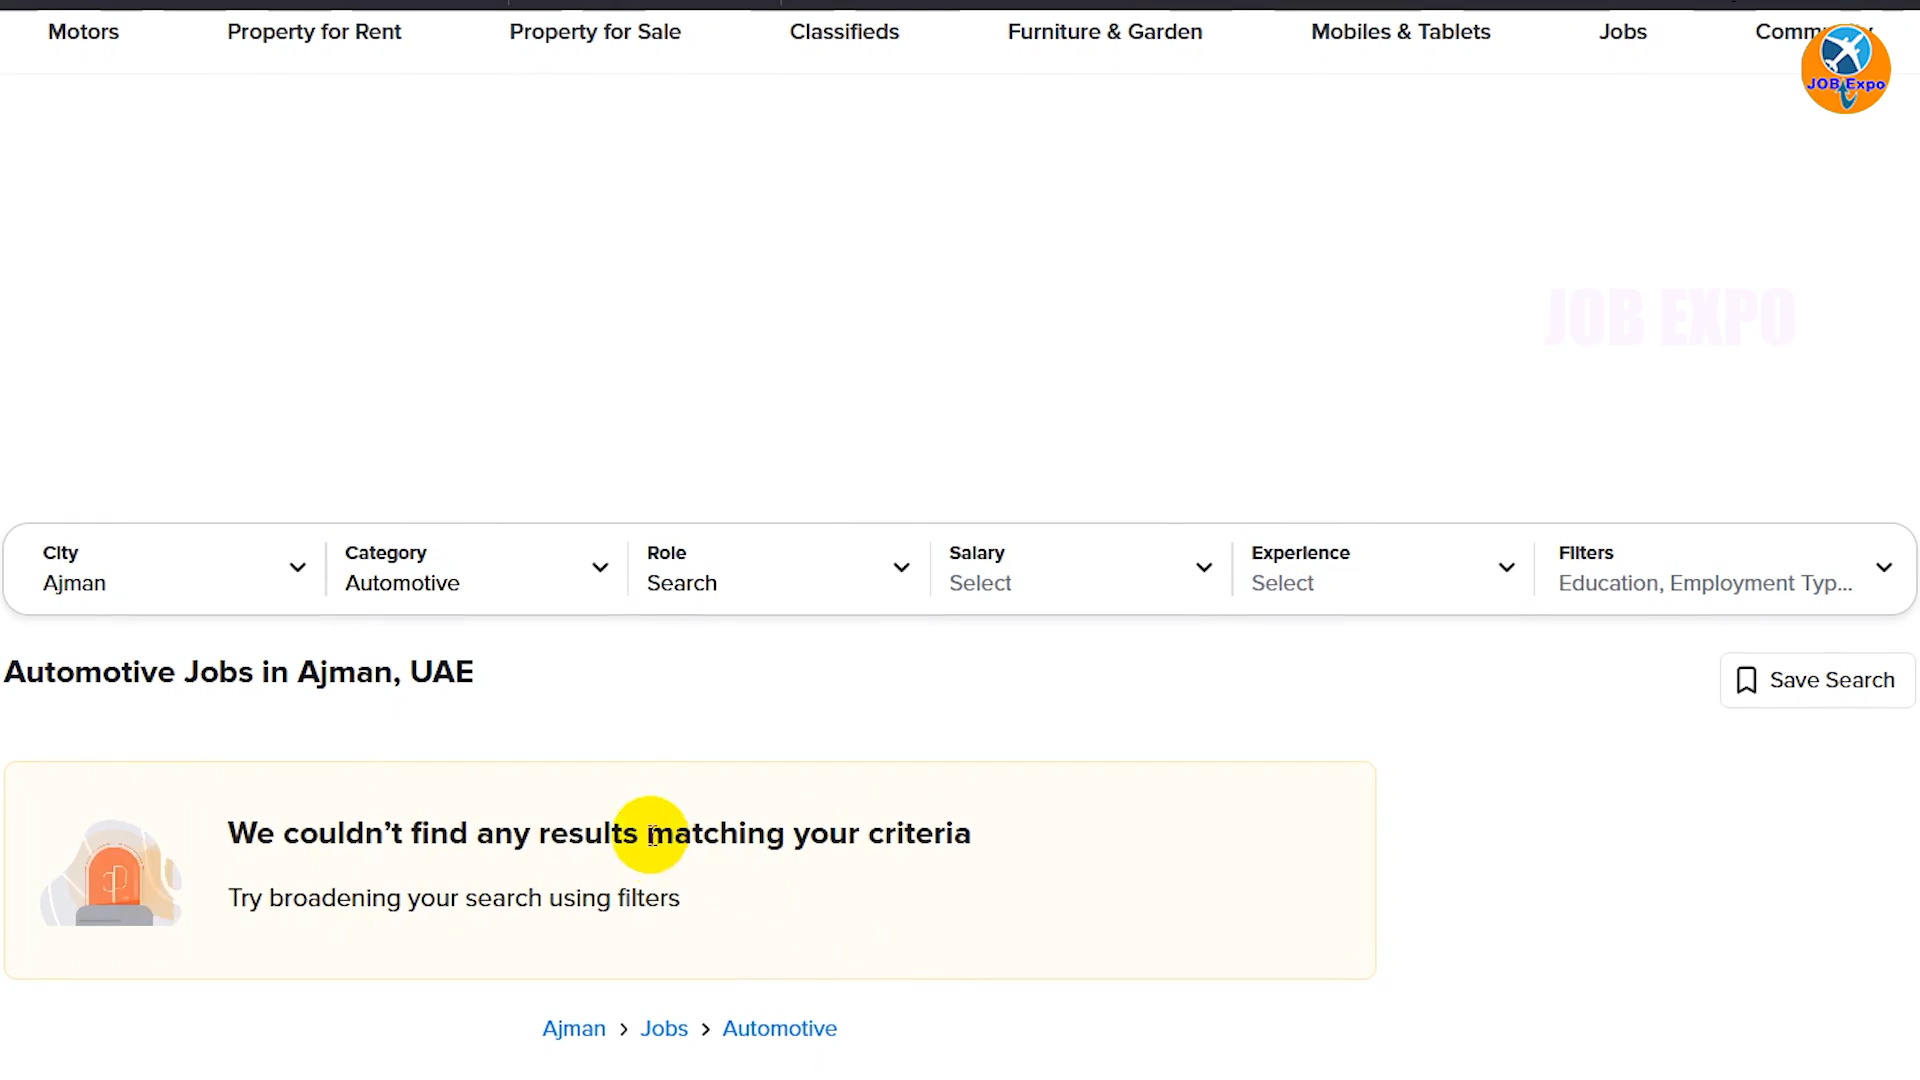 Motors Property for Rent Property for Sale Classifieds Furniture & Garden Mobiles & Tablets Jobs
JOB Expo
JOB EXPO
City Category Role Salary Experience Filters
Ajman Automotive Search Select Select Education, Employment Typ...
Automotive Jobs in Ajman, UAE
Save Search
We couldn't find any results matching your criteria
Try broadening your search using filters
Ajman > Jobs > Automotive